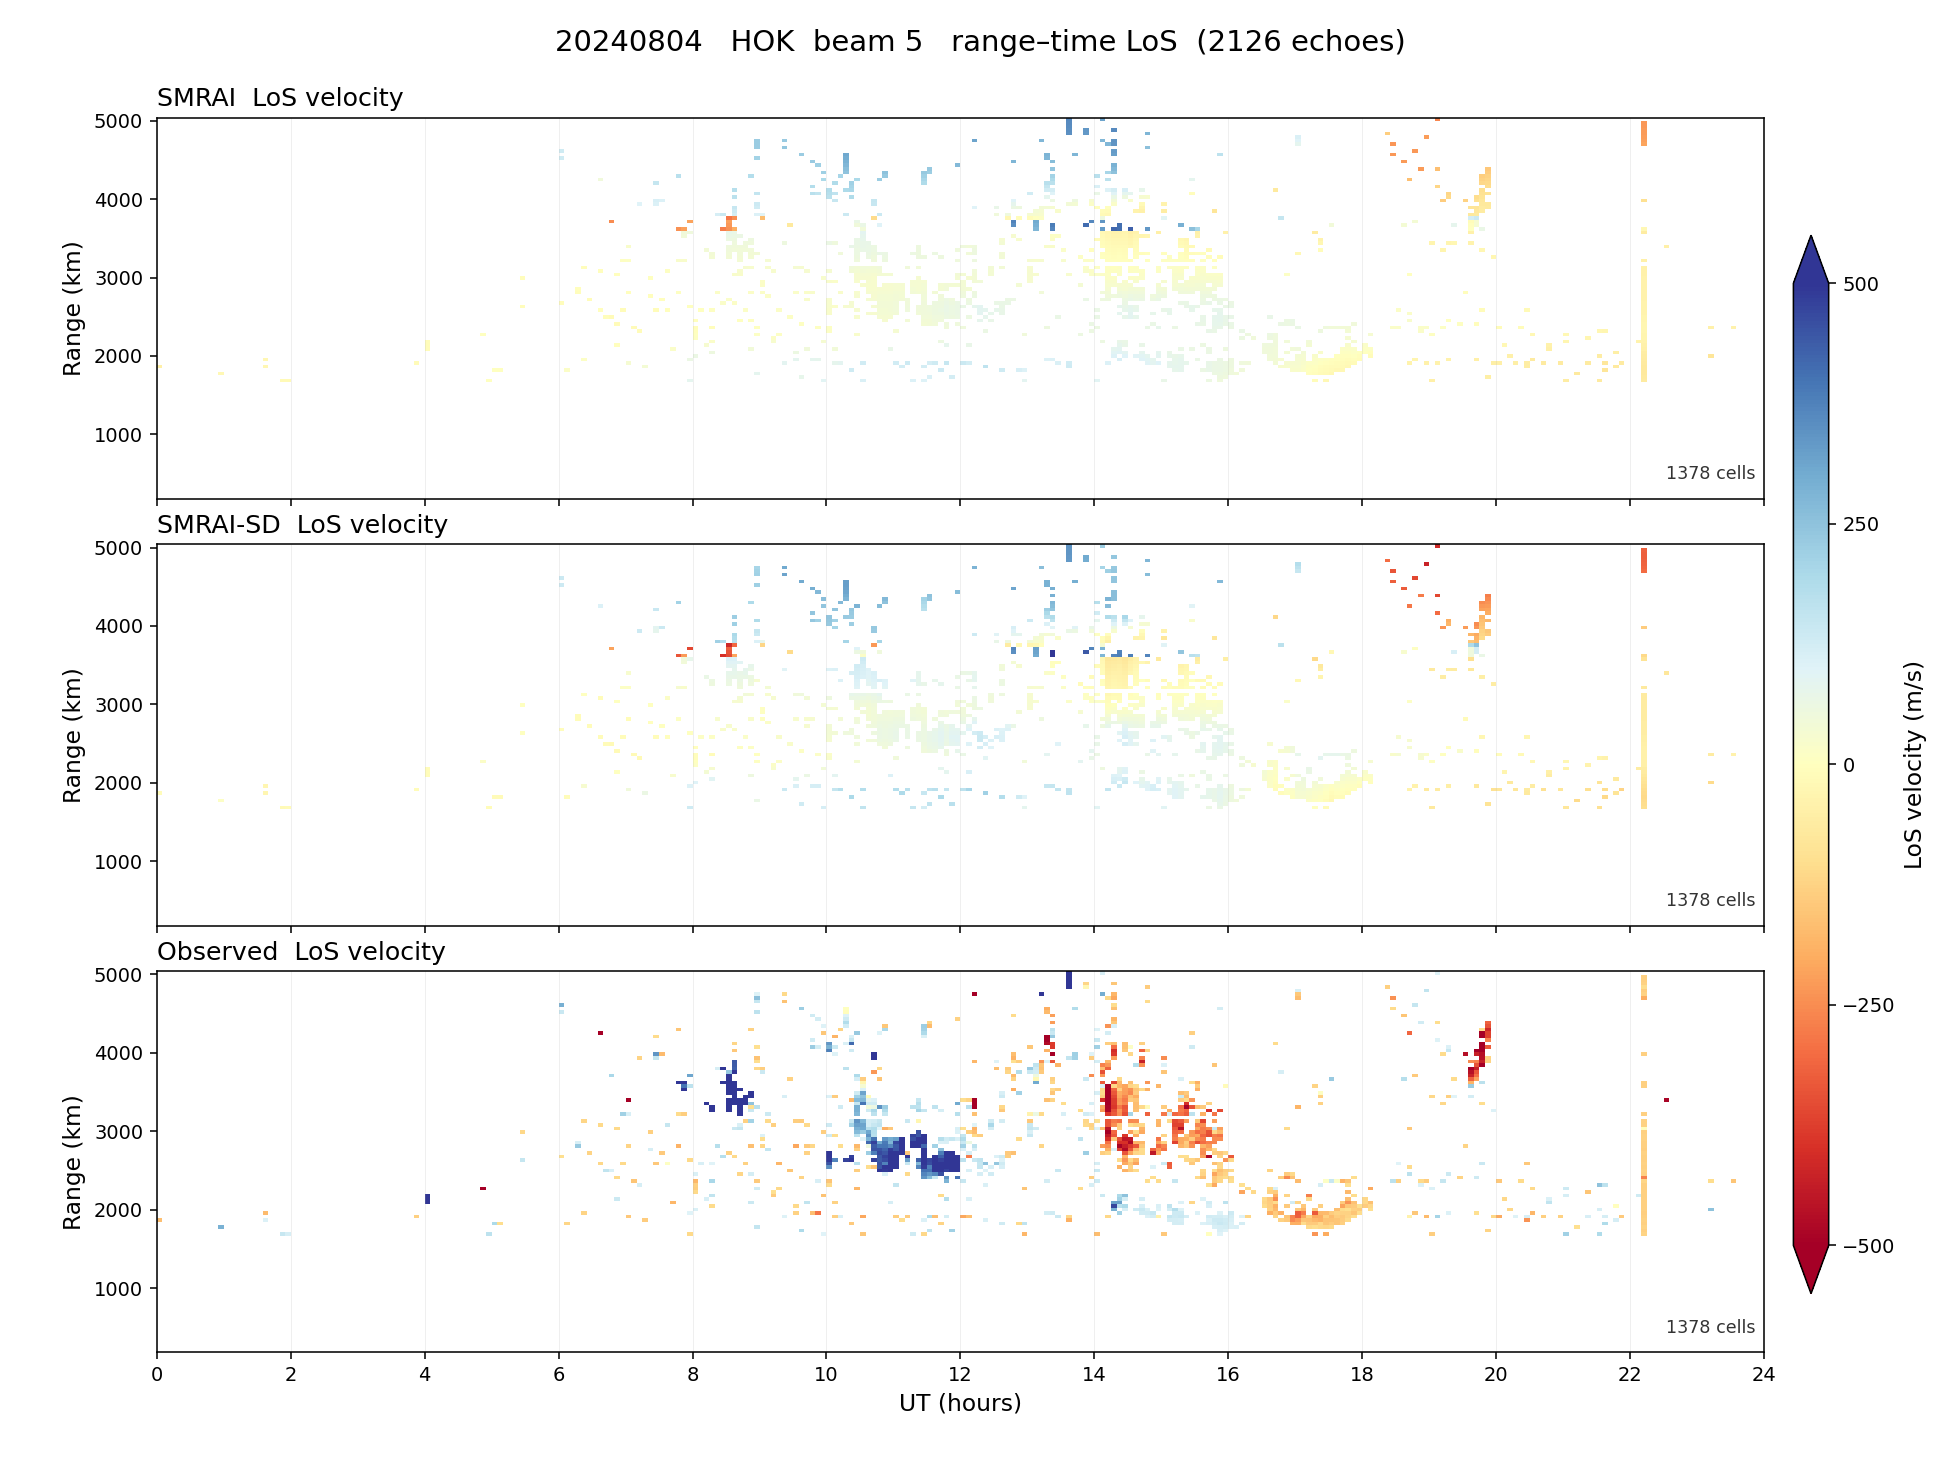 20240804   HOK  beam 5   range–time LoS  (2126 echoes)
SMRAI  LoS velocity
5000
4000
3000
2000
1000
Range (km)
1378 cells
SMRAI-SD  LoS velocity
5000
4000
3000
2000
1000
Range (km)
1378 cells
Observed  LoS velocity
5000
4000
3000
2000
1000
Range (km)
1378 cells
0 2 4 6 8 10 12 14 16 18 20 22 24
UT (hours)
500
250
0
−250
−500
LoS velocity (m/s)